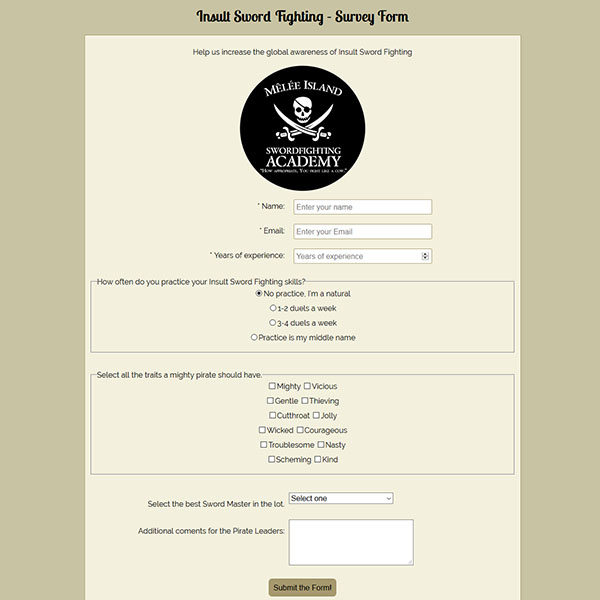 Insult Sword Fighting - Survey Form
Help us increase the global awareness of Insult Sword Fighting
MÊLÉE ISLAND
SWORDFIGHTING
ACADEMY
"HOW APPROPRIATE. YOU FIGHT LIKE A COW."
* Name: Enter your name
* Email: Enter your Email
* Years of experience: Years of experience
How often do you practice your Insult Sword Fighting skills?
No practice, I'm a natural
1-2 duels a week
3-4 duels a week
Practice is my middle name
Select all the traits a mighty pirate should have.
Mighty Vicious
Gentle Thieving
Cutthroat Jolly
Wicked Courageous
Troublesome Nasty
Scheming Kind
Select the best Sword Master in the lot. Select one
Additional coments for the Pirate Leaders:
Submit the Form!